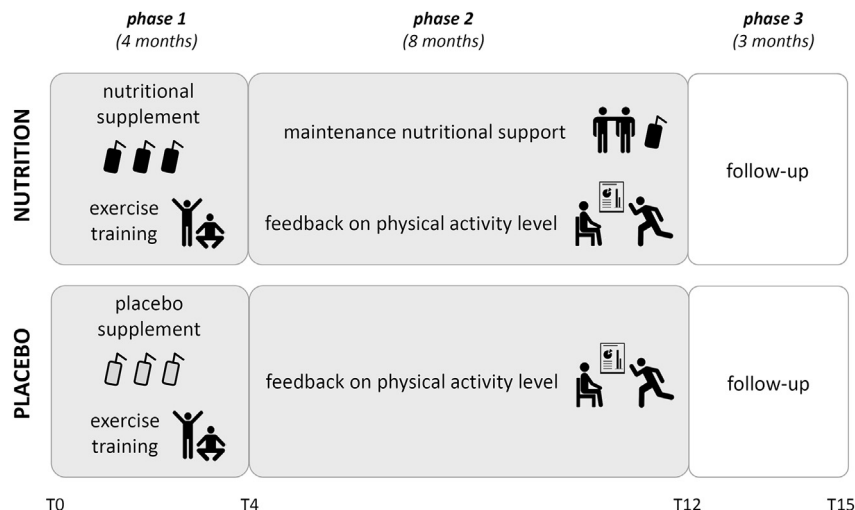 phase 1
(4 months)
phase 2
(8 months)
phase 3
(3 months)
NUTRITION
nutritional
supplement
exercise
training
maintenance nutritional support
feedback on physical activity level
follow-up
PLACEBO
placebo
supplement
exercise
training
feedback on physical activity level
follow-up
T0
T4
T12
T15